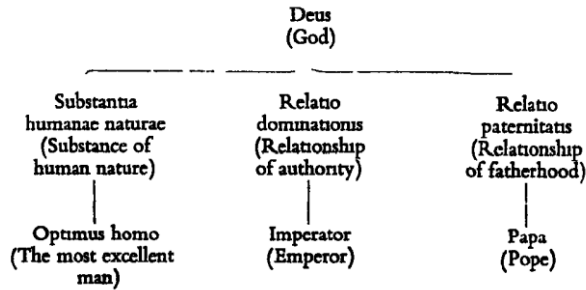 Deus
(God)
Substantia
humanae naturae
(Substance of
human nature)
Relatio
dominationis
(Relationship
of authority)
Relatio
paternitatis
(Relationship
of fatherhood)
Optimus homo
(The most excellent
man)
Imperator
(Emperor)
Papa
(Pope)